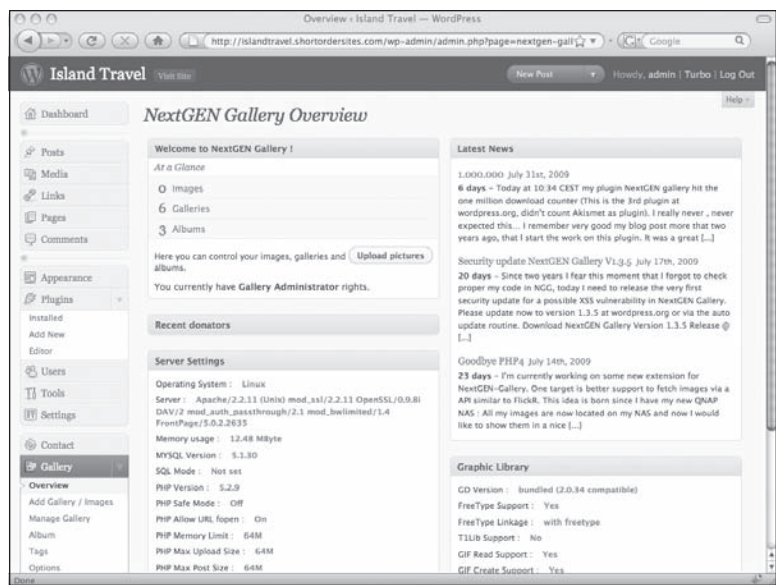 Overview ‹ Island Travel — WordPress
http://islandtravel.shortordersites.com/wp-admin/admin.php?page=nextgen-gall
Google
Island Travel
Visit Site
New Post
Howdy, admin | Turbo | Log Out
Help
Dashboard
Posts
Media
Links
Pages
Comments
Appearance
Plugins
Installed
Add New
Editor
Users
Tools
Settings
Contact
Gallery
Overview
Add Gallery / Images
Manage Gallery
Album
Tags
Options
NextGEN Gallery Overview
Welcome to NextGEN Gallery !
At a Glance
0 Images
6 Galleries
3 Albums
Here you can control your images, galleries and
albums.
Upload pictures
You currently have Gallery Administrator rights.
Recent donators
Server Settings
Operating System : Linux
Server : Apache/2.2.11 (Unix) mod_ssl/2.2.11 OpenSSL/0.9.8i
DAV/2 mod_auth_passthrough/2.1 mod_bwlimited/1.4
FrontPage/5.0.2.2635
Memory usage : 12.48 MByte
MYSQL Version : 5.1.30
SQL Mode : Not set
PHP Version : 5.2.9
PHP Safe Mode : Off
PHP Allow URL fopen : On
PHP Memory Limit : 64M
PHP Max Upload Size : 64M
PHP Max Post Size : 64M
Latest News
1.000.000 July 31st, 2009
6 days – Today at 10:34 CEST my plugin NextGEN gallery hit the
one million download counter (This is the 3rd plugin at
wordpress.org, didn't count Akismet as plugin). I really never , never
expected this... I remember very good my blog post more that two
years ago, that I start the work on this plugin. It was a great [...]
Security update NextGEN Gallery V1.3.5 July 17th, 2009
20 days – Since two years I fear this moment that I forgot to check
proper my code in NGG, today I need to release the very first
security update for a possible XSS vulnerability in NextGEN Gallery.
Please update now to version 1.3.5 at wordpress.org or via the auto
update routine. Download NextGEN Gallery Version 1.3.5 Release @
[...]
Goodbye PHP4 July 14th, 2009
23 days – I'm currently working on some new extension for
NextGEN-Gallery. One target is better support to fetch images via a
API similar to FlickR. This idea is born since I have my new QNAP
NAS : All my images are now located on my NAS and now I would
like to show them in a nice [...]
Graphic Library
GD Version : bundled (2.0.34 compatible)
FreeType Support : Yes
FreeType Linkage : with freetype
T1Lib Support : No
GIF Read Support : Yes
GIF Create Support : Yes
Done